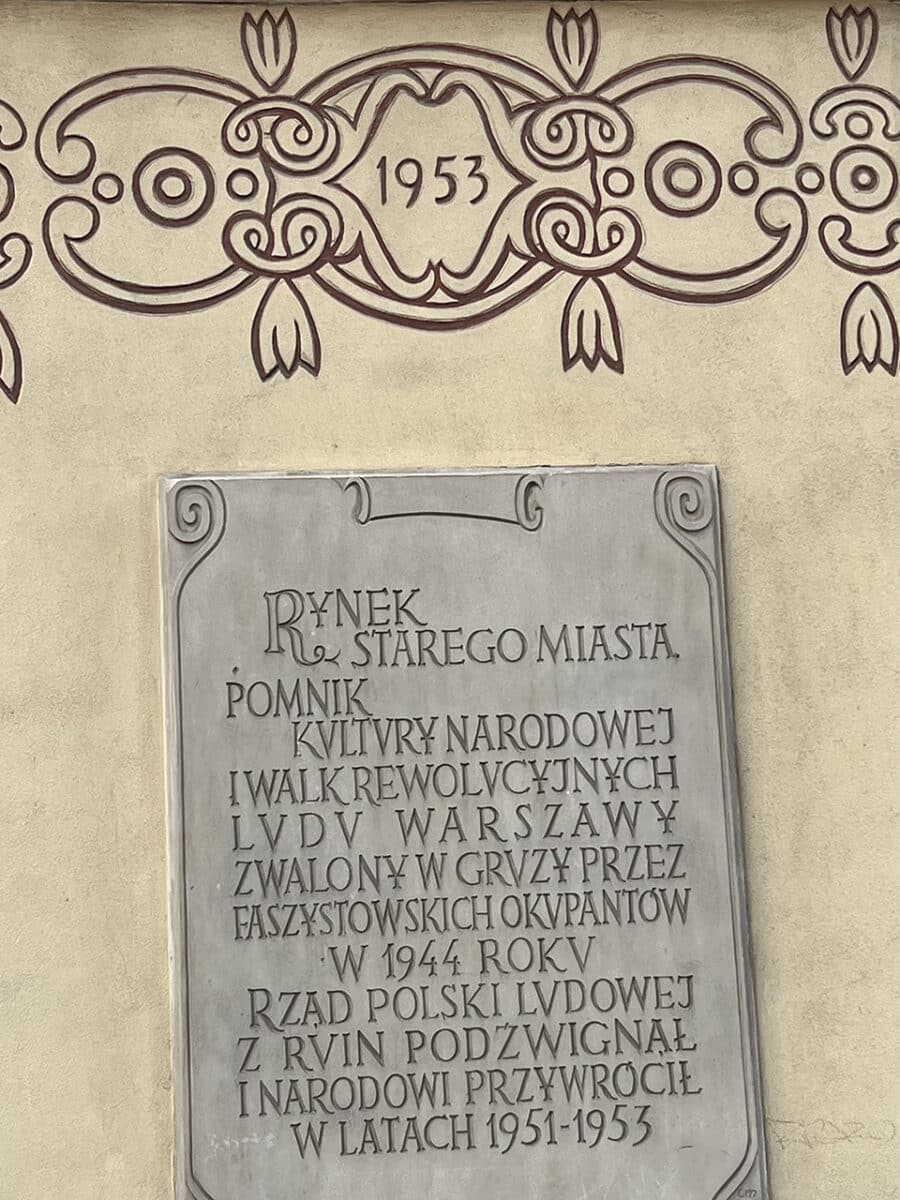 1953
RYNEK
STAREGO MIASTA.
POMNIK
KVLTVRY NARODOWEJ
I WALK REWOLVCYJNYCH
LVDV WARSZAWY
ZWALONY W GRVZY PRZEZ
FASZYSTOWSKICH OKVPANTÓW
W 1944 ROKV
RZĄD POLSKI LVDOWEJ
Z RVIN PODŹWIGNĄŁ
I NARODOWI PRZYWRÓCIŁ
W LATACH 1951-1953